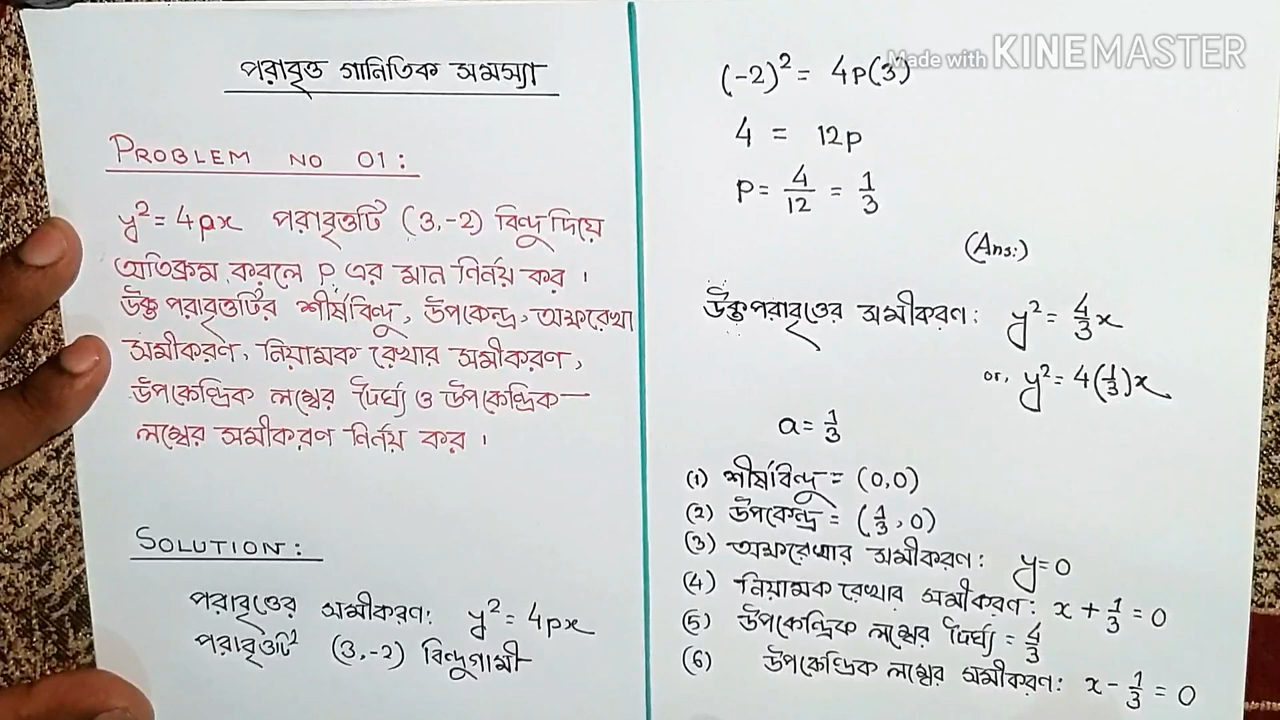 পরাবৃত্ত গানিতিক সমস্যা
PROBLEM NO 01:
y² = 4px পরাবৃত্তটি (3,-2) বিন্দু দিয়ে
অতিক্রম করলে p এর মান নির্নয় কর।
উক্ত পরাবৃত্তটির শীর্ষবিন্দু, উপকেন্দ্র, অক্ষরেখা
সমীকরণ, নিয়ামক রেখার সমীকরণ,
উপকেন্দ্রিক লম্বের দৈর্ঘ্য ও উপকেন্দ্রিক—
লম্বের সমীকরণ নির্নয় কর।
SOLUTION:
পরাবৃত্তের সমীকরণ: y² = 4px
পরাবৃত্তটি (3,-2) বিন্দুগামী
Made with KINEMASTER
(-2)² = 4p(3)
4 = 12p
p = 4/12 = 1/3
(Ans:)
উক্ত পরাবৃত্তের সমীকরণ: y² = 4/3 x
or, y² = 4(1/3)x
a = 1/3
(1) শীর্ষবিন্দু = (0,0)
(2) উপকেন্দ্র = (1/3, 0)
(3) অক্ষরেখার সমীকরণ: y=0
(4) নিয়ামক রেখার সমীকরণ: x + 1/3 = 0
(5) উপকেন্দ্রিক লম্বের দৈর্ঘ্য = 4/3
(6) উপকেন্দ্রিক লম্বের সমীকরণ: x - 1/3 = 0